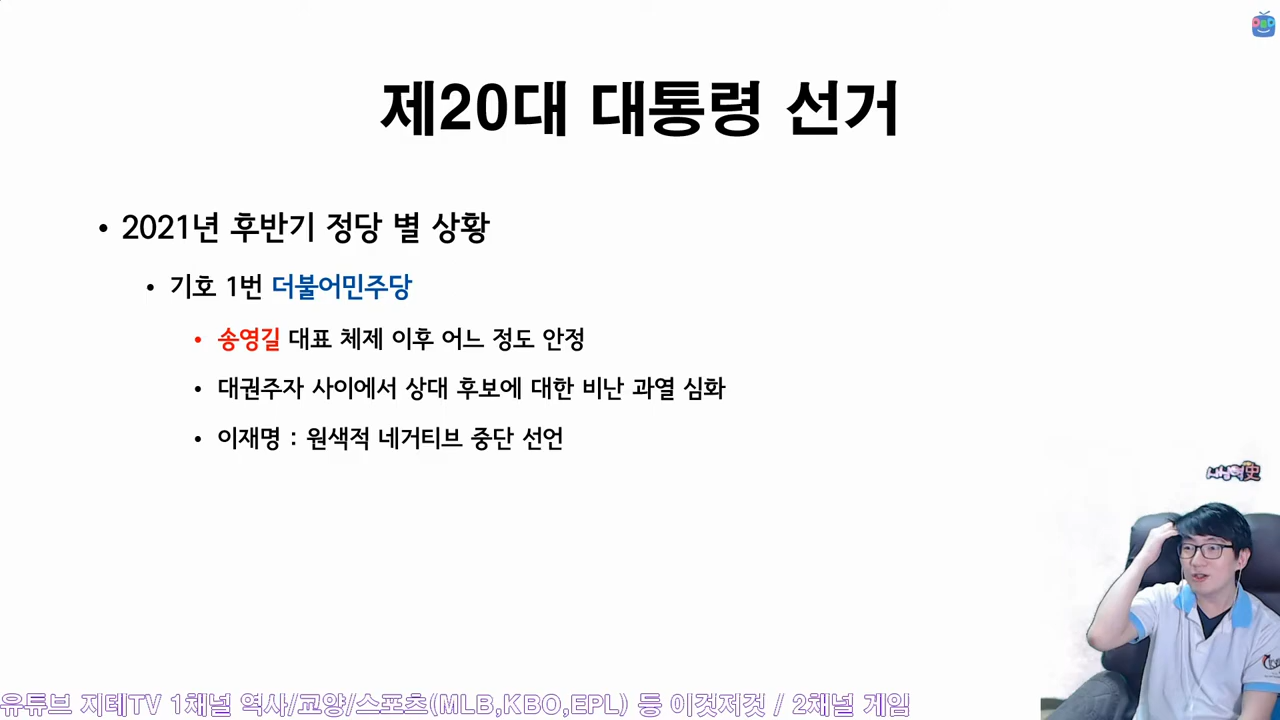 제20대 대통령 선거
• 2021년 후반기 정당 별 상황
• 기호 1번 더불어민주당
• 송영길 대표 체제 이후 어느 정도 안정
• 대권주자 사이에서 상대 후보에 대한 비난 과열 심화
• 이재명 : 원색적 네거티브 중단 선언
유튜브 지테TV 1채널 역사/교양/스포츠(MLB,KBO,EPL) 등 이것저것 / 2채널 게임